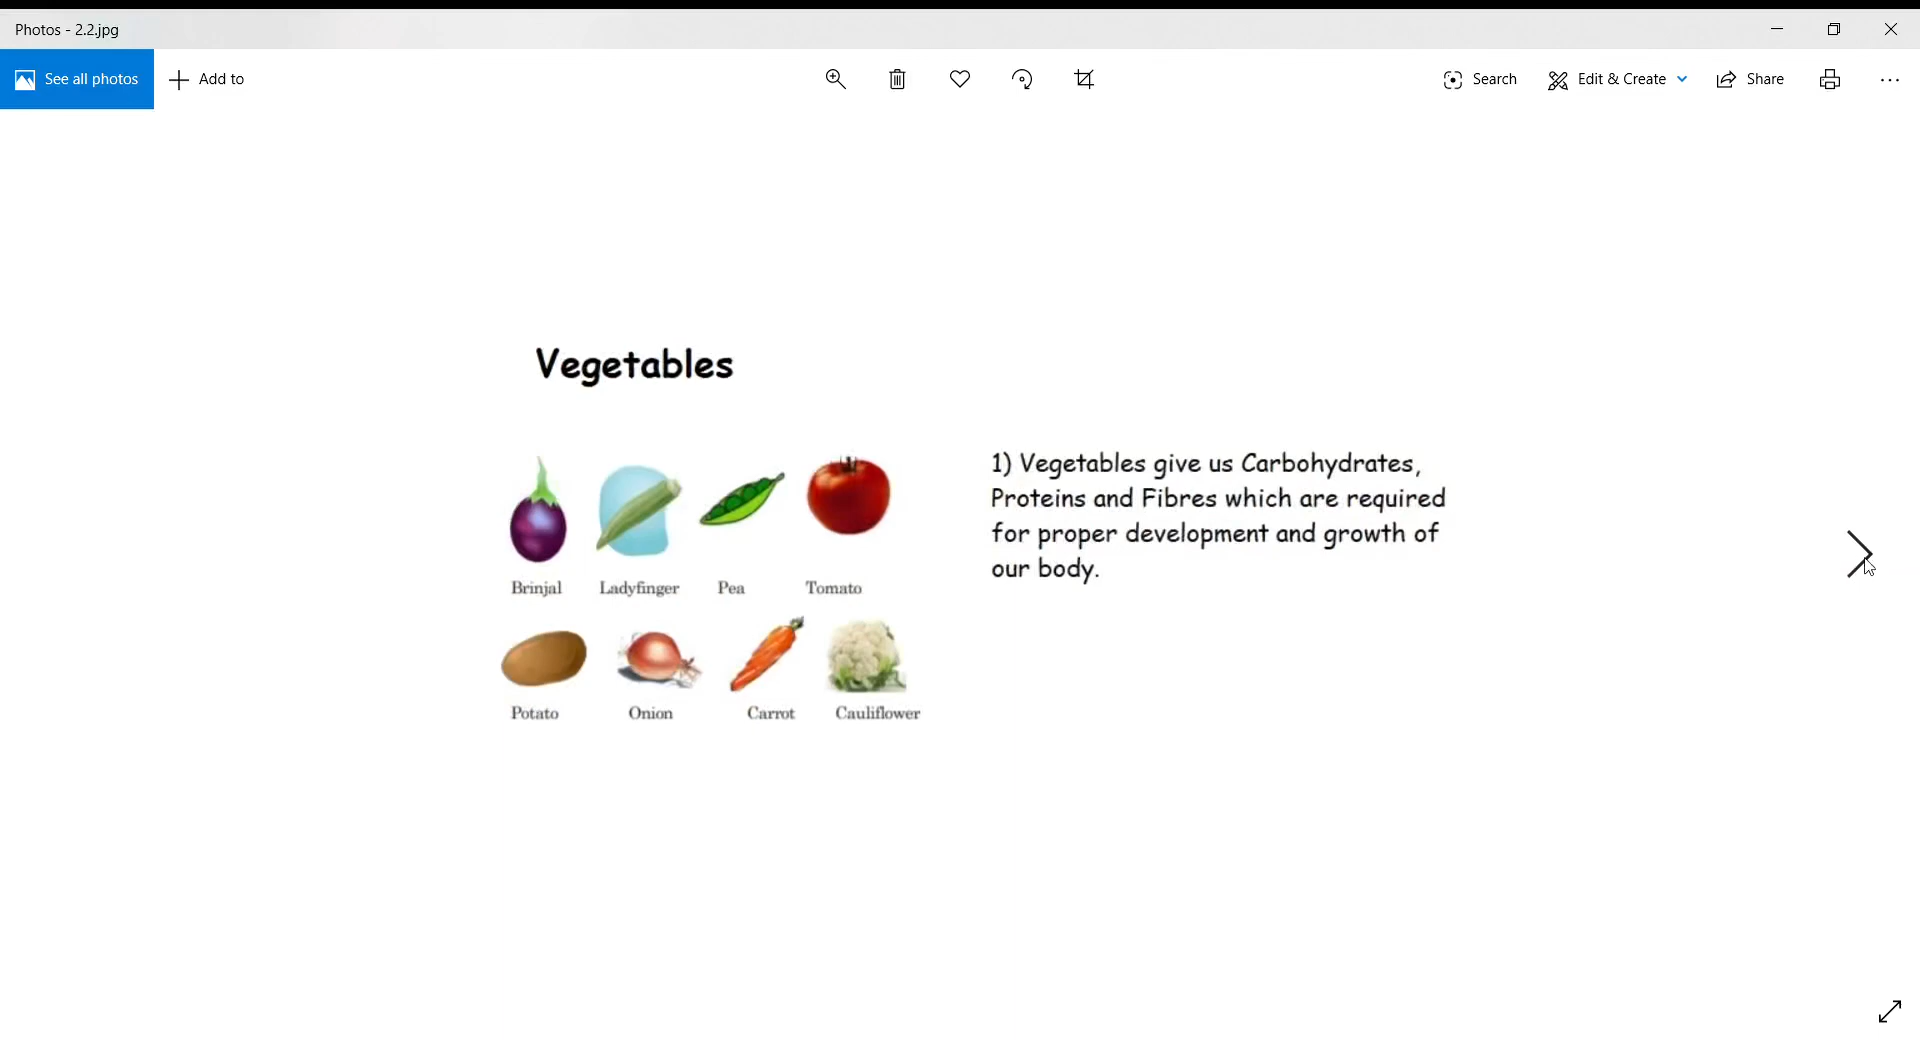 Photos - 2.2.jpg
See all photos
Add to
Search
Edit & Create
Share
Vegetables
Brinjal Ladyfinger Pea Tomato
Potato Onion Carrot Cauliflower
1) Vegetables give us Carbohydrates,
Proteins and Fibres which are required
for proper development and growth of
our body.